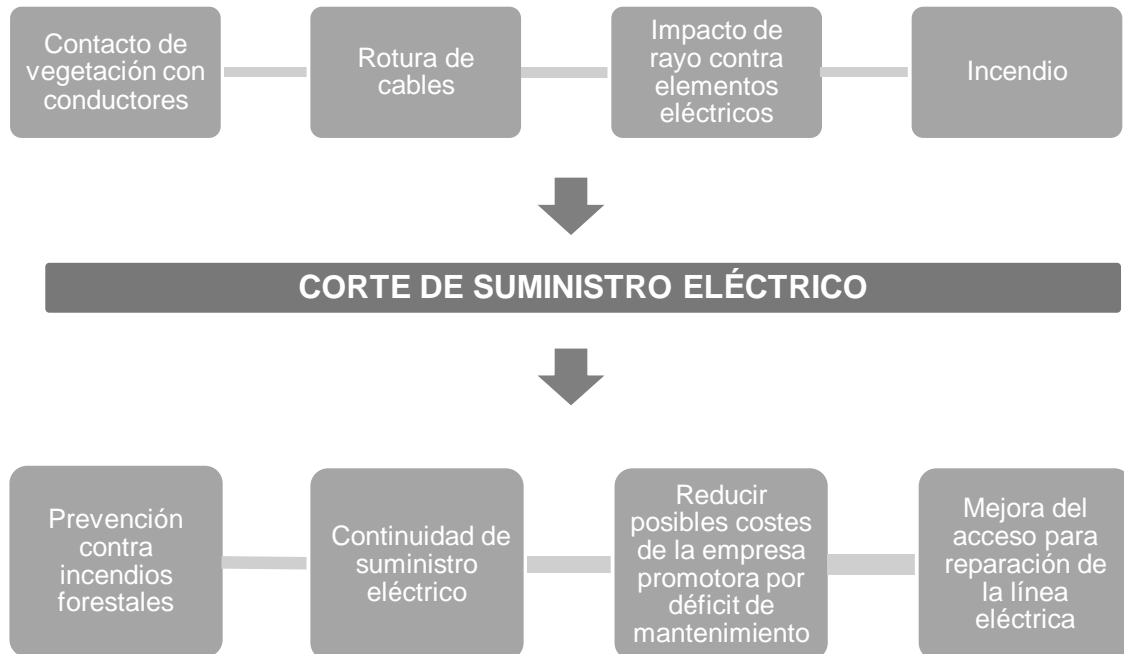 Contacto de
vegetación con
conductores
Rotura de
cables
Impacto de
rayo contra
elementos
eléctricos
Incendio
CORTE DE SUMINISTRO ELÉCTRICO
Prevención
contra
incendios
forestales
Continuidad de
suministro
eléctrico
Reducir
posibles costes
de la empresa
promotora por
déficit de
mantenimiento
Mejora del
acceso para
reparación de
la línea
eléctrica